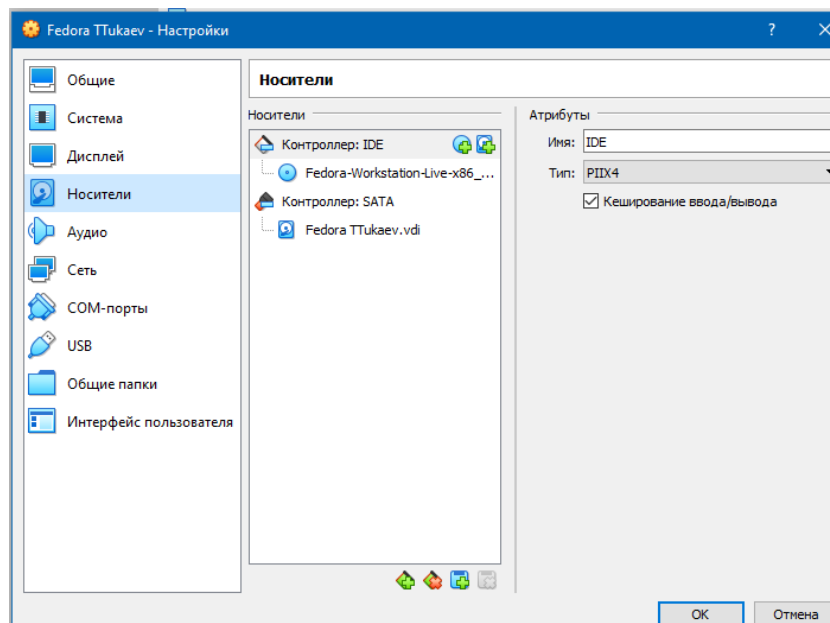 Fedora TTukaev - Настройки
?
Общие
Система
Дисплей
Носители
Аудио
Сеть
COM-порты
USB
Общие папки
Интерфейс пользователя
Носители
Носители
Контроллер: IDE
Fedora-Workstation-Live-x86_...
Контроллер: SATA
Fedora TTukaev.vdi
Атрибуты
Имя: IDE
Тип: PIIX4
Кеширование ввода/вывода
OK Отмена